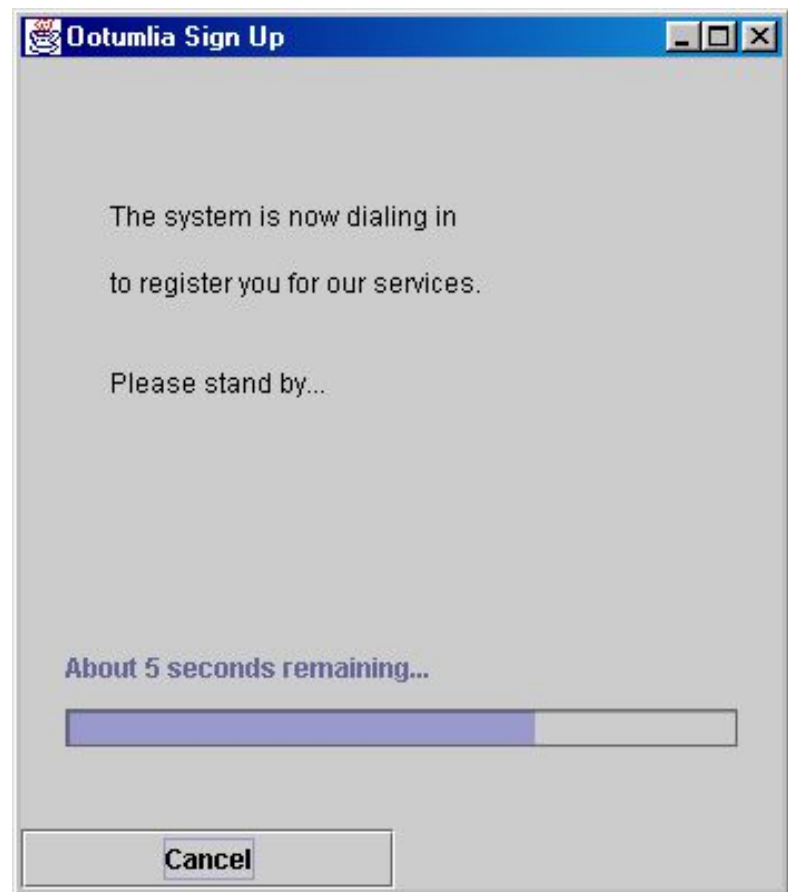 Ootumlia Sign Up
The system is now dialing in
to register you for our services.
Please stand by...
About 5 seconds remaining...
Cancel